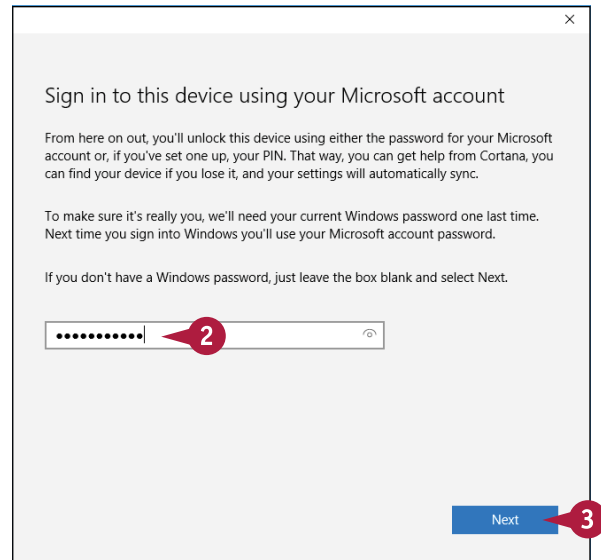 Sign in to this device using your Microsoft account
From here on out, you'll unlock this device using either the password for your Microsoft
account or, if you've set one up, your PIN. That way, you can get help from Cortana, you
can find your device if you lose it, and your settings will automatically sync.
To make sure it's really you, we'll need your current Windows password one last time.
Next time you sign into Windows you'll use your Microsoft account password.
If you don't have a Windows password, just leave the box blank and select Next.
●●●●●●●●●●● 2
Next 3